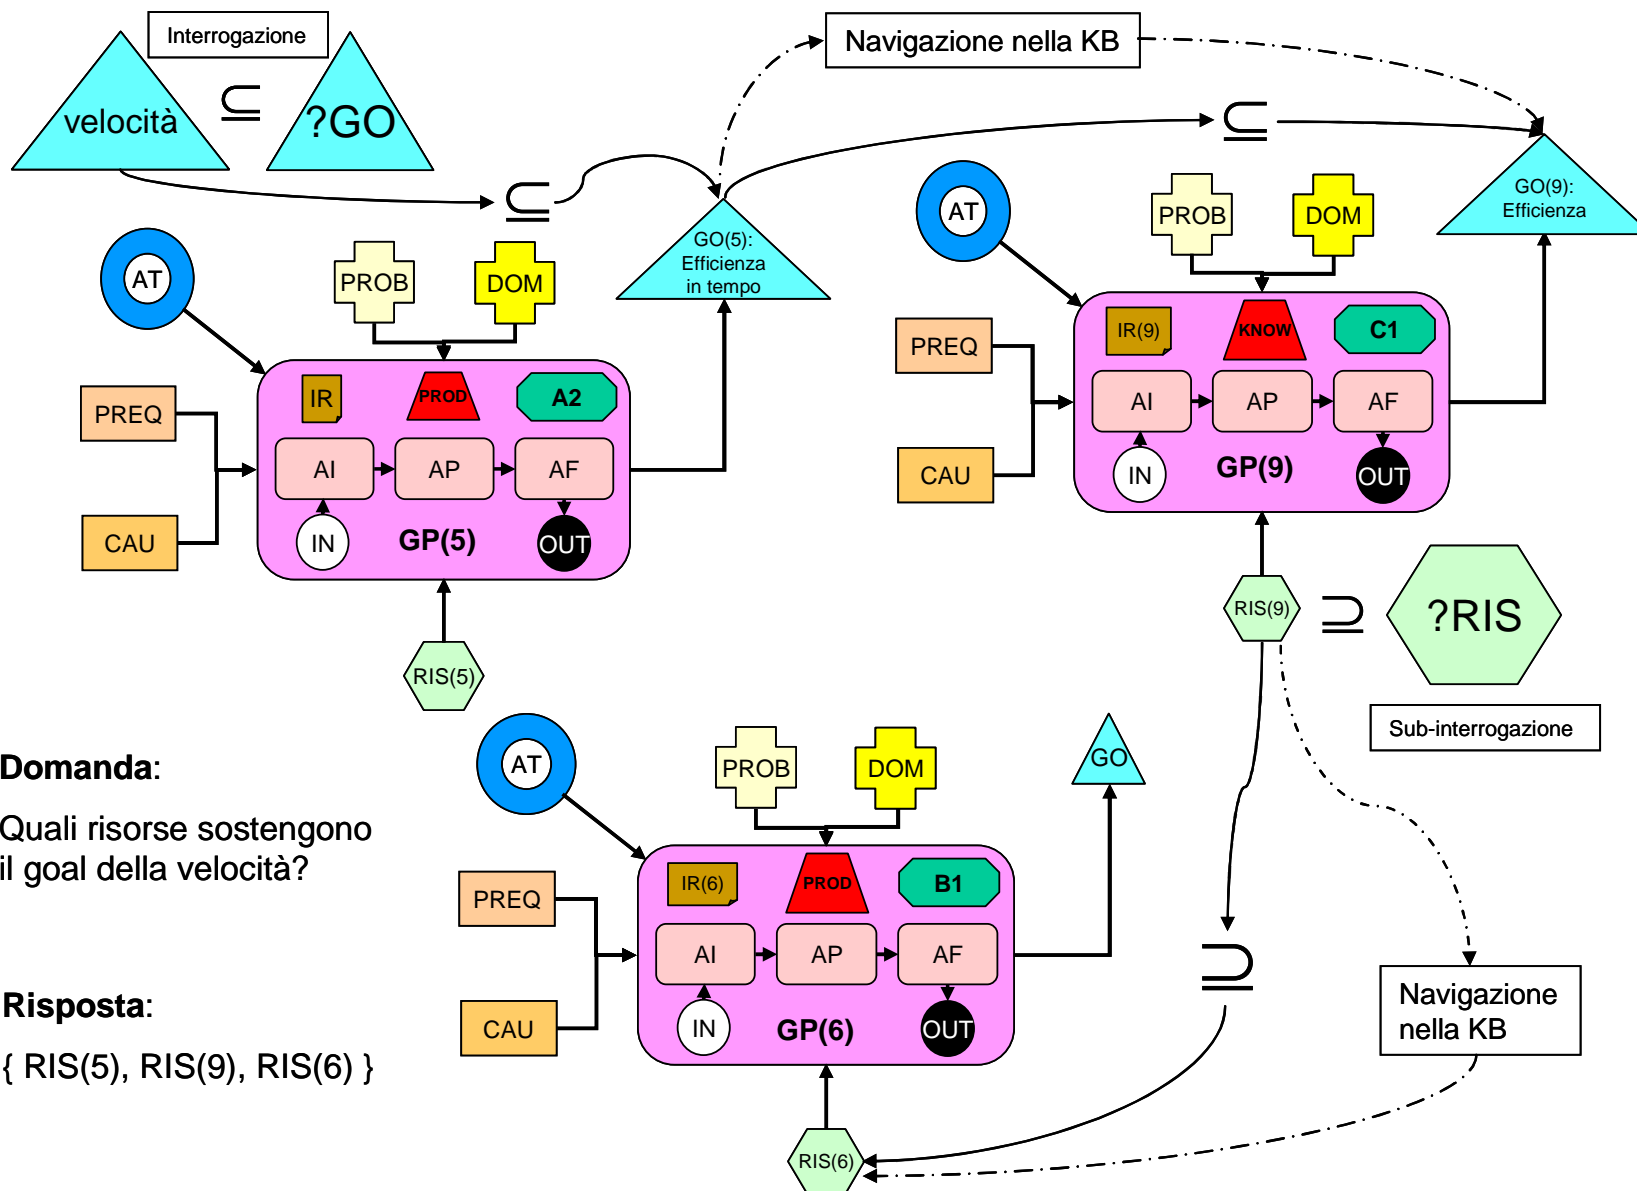 Interrogazione
velocità
⊆
?GO
Navigazione nella KB
⊆
⊆
GO(5):
Efficienza
in tempo
GO(9):
Efficienza
AT
PROB
DOM
PREQ
CAU
IR
PROD
A2
AI
AP
AF
IN
GP(5)
OUT
RIS(5)
AT
PROB
DOM
PREQ
CAU
IR(9)
KNOW
C1
AI
AP
AF
IN
GP(9)
OUT
RIS(9)
⊇
?RIS
Sub-interrogazione
Domanda:
Quali risorse sostengono
il goal della velocità?
Risposta:
{ RIS(5), RIS(9), RIS(6) }
AT
PROB
DOM
GO
PREQ
CAU
IR(6)
PROD
B1
AI
AP
AF
IN
GP(6)
OUT
RIS(6)
⊇
Navigazione
nella KB